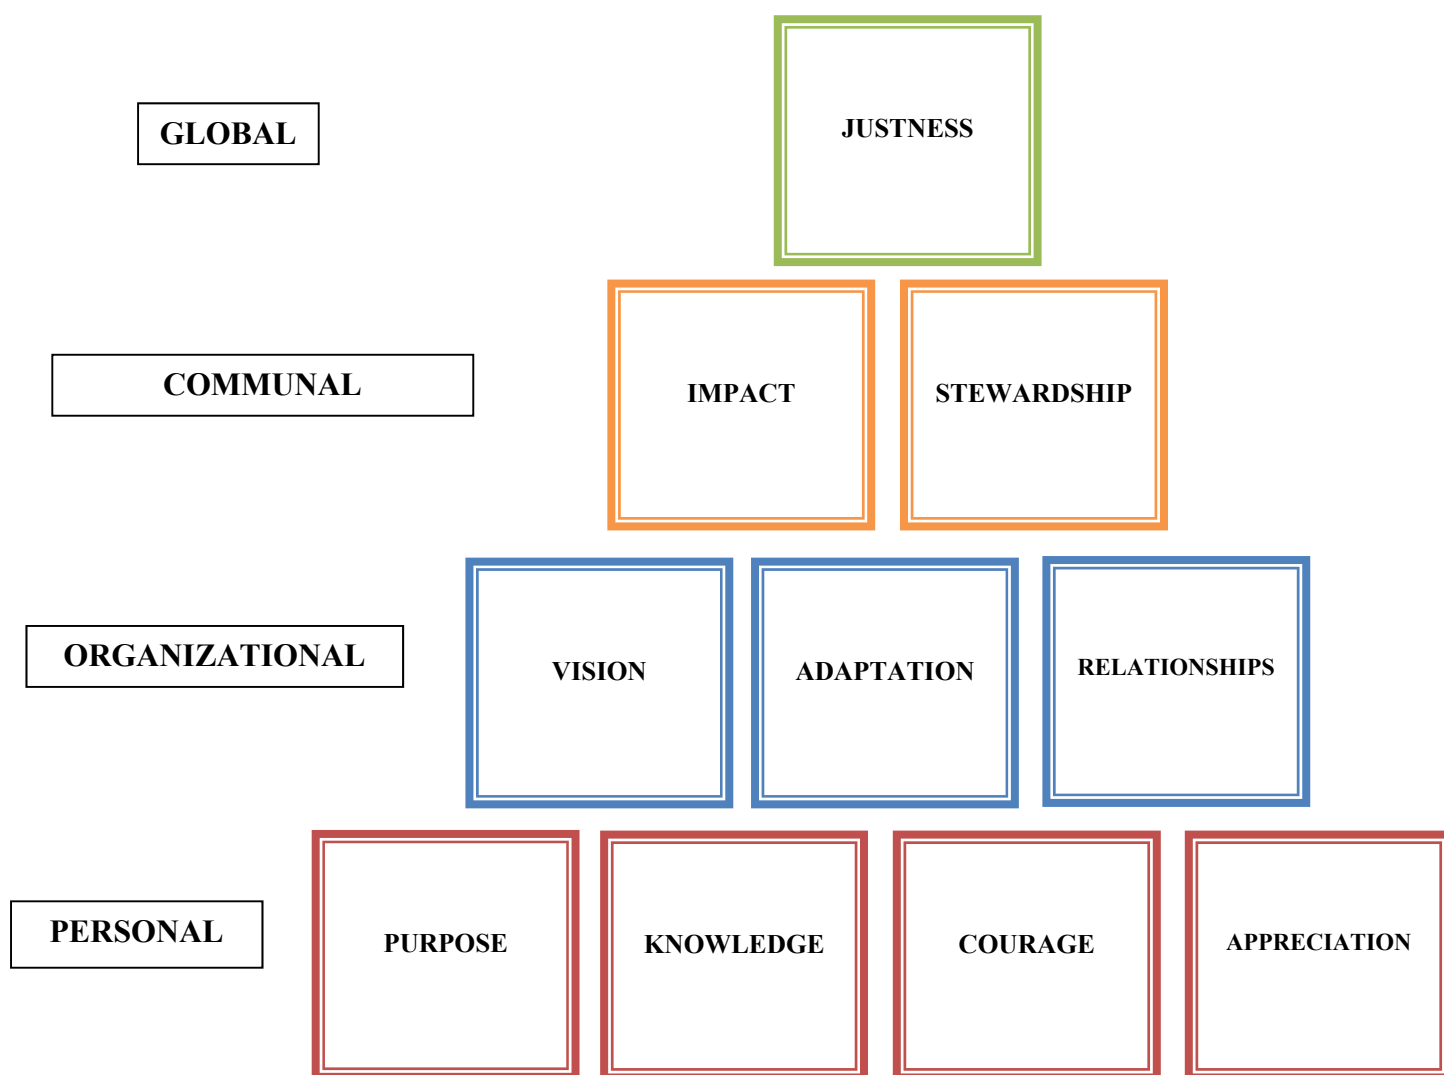 GLOBAL
JUSTNESS
COMMUNAL
IMPACT
STEWARDSHIP
ORGANIZATIONAL
VISION
ADAPTATION
RELATIONSHIPS
PERSONAL
PURPOSE
KNOWLEDGE
COURAGE
APPRECIATION